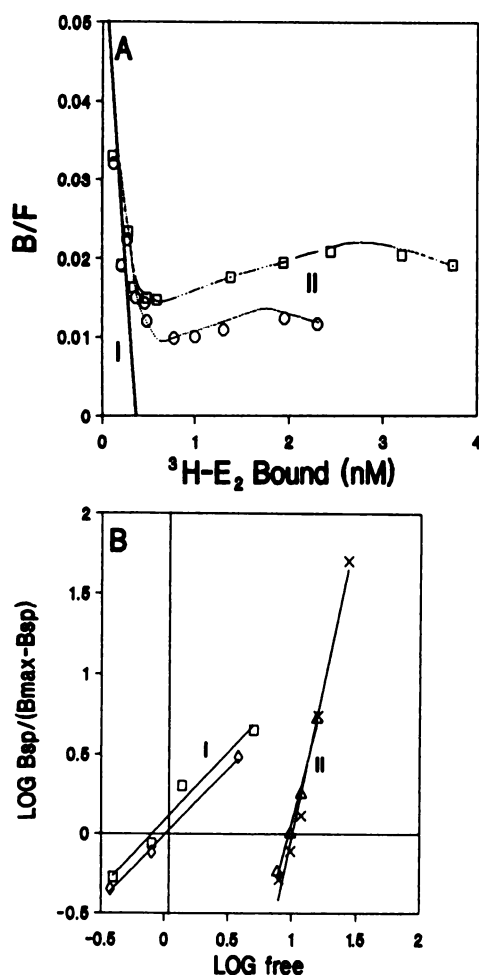 A
0.05
0.04
0.03
0.02
0.01
0
B/F
I
II
0 1 2 3 4
³H-E₂ Bound (nM)
B
2
1.5
1
0.5
0
-0.5
LOG Bsp/(Bmax-Bsp)
I
II
-0.5 0 0.5 1 1.5 2
LOG free